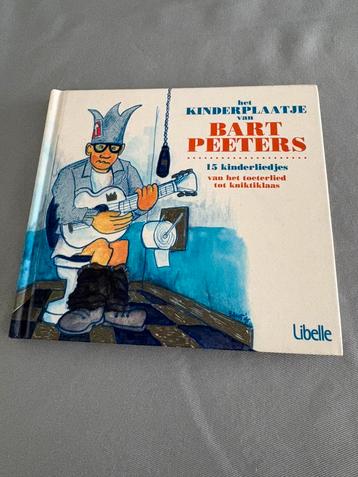 het
KINDERPLAATJE
van
BART
PEETERS
15 kinderliedjes
van het toeterlied
tot kniktiklaas
Libelle